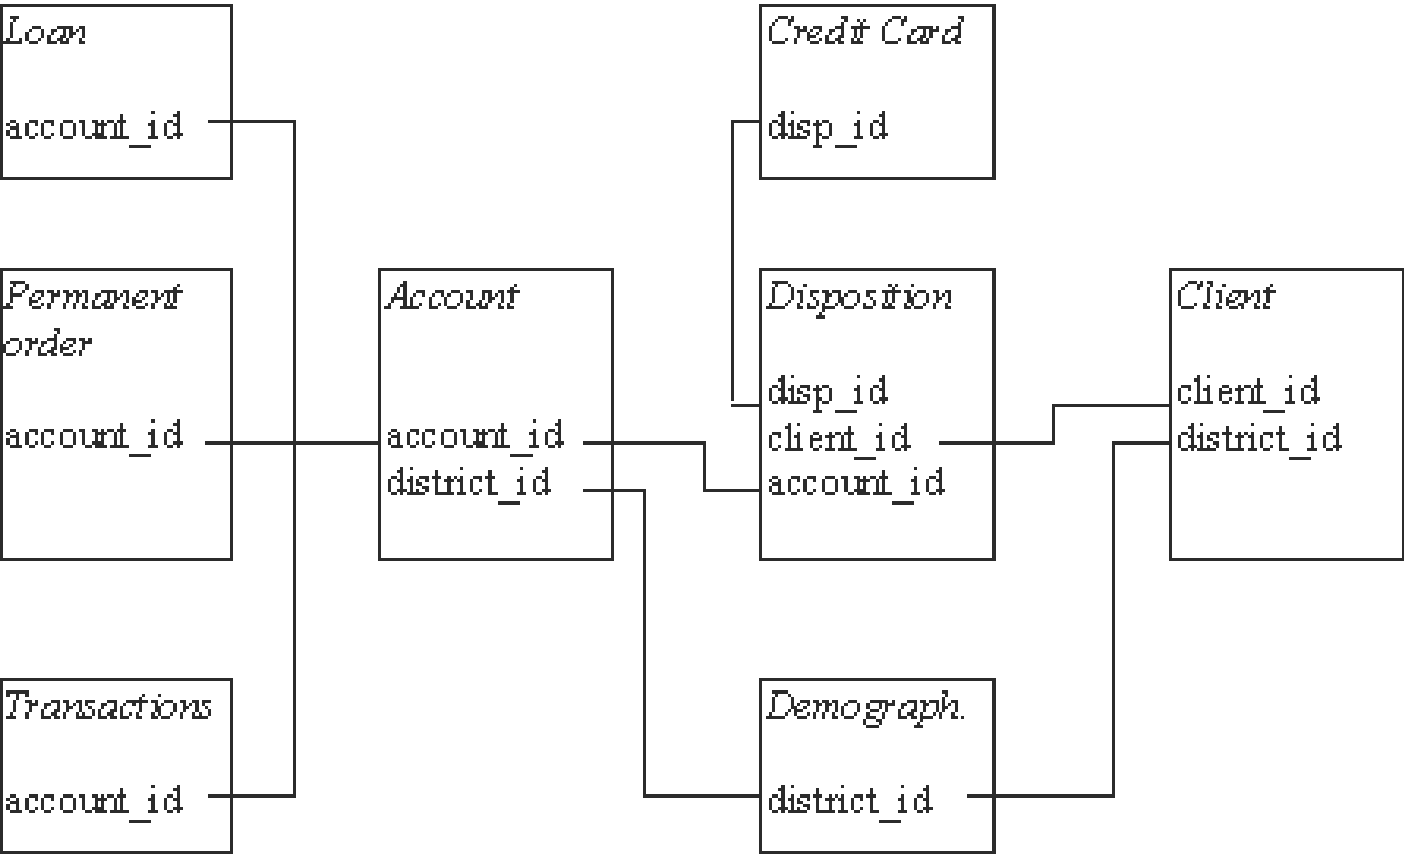 Loan
account_id
Credit Card
disp_id
Permanent
order
account_id
Account
account_id
district_id
Disposition
disp_id
client_id
account_id
Client
client_id
district_id
Transactions
account_id
Demograph.
district_id